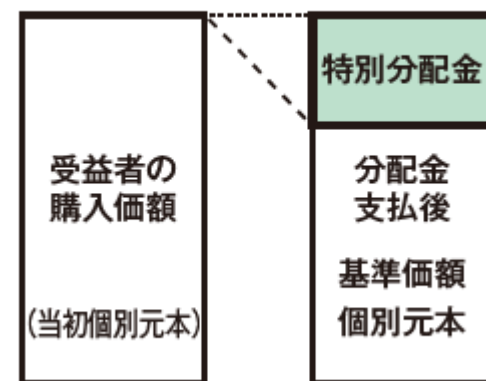 受益者の
購入価額
(当初個別元本)
特別分配金
分配金
支払後
基準価額
個別元本